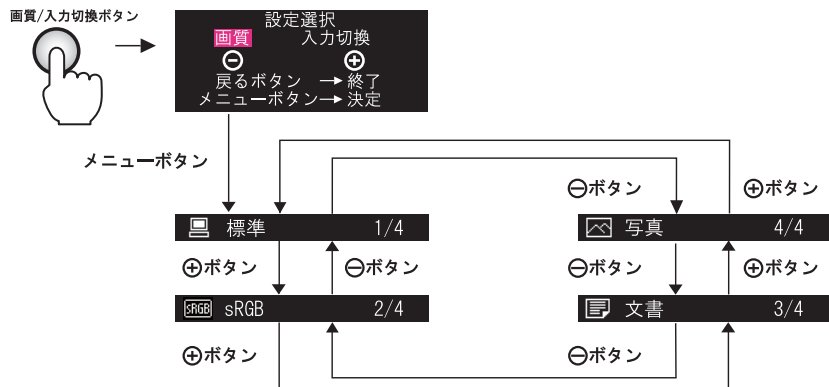 画質/入力切換ボタン
設定選択
画質 入力切換
⊖ ⊕
戻るボタン → 終了
メニューボタン → 決定
メニューボタン
⊖ボタン ⊕ボタン
標準 1/4
写真 4/4
⊕ボタン ⊖ボタン
⊖ボタン ⊕ボタン
sRGB sRGB 2/4
文書 3/4
⊕ボタン
⊖ボタン